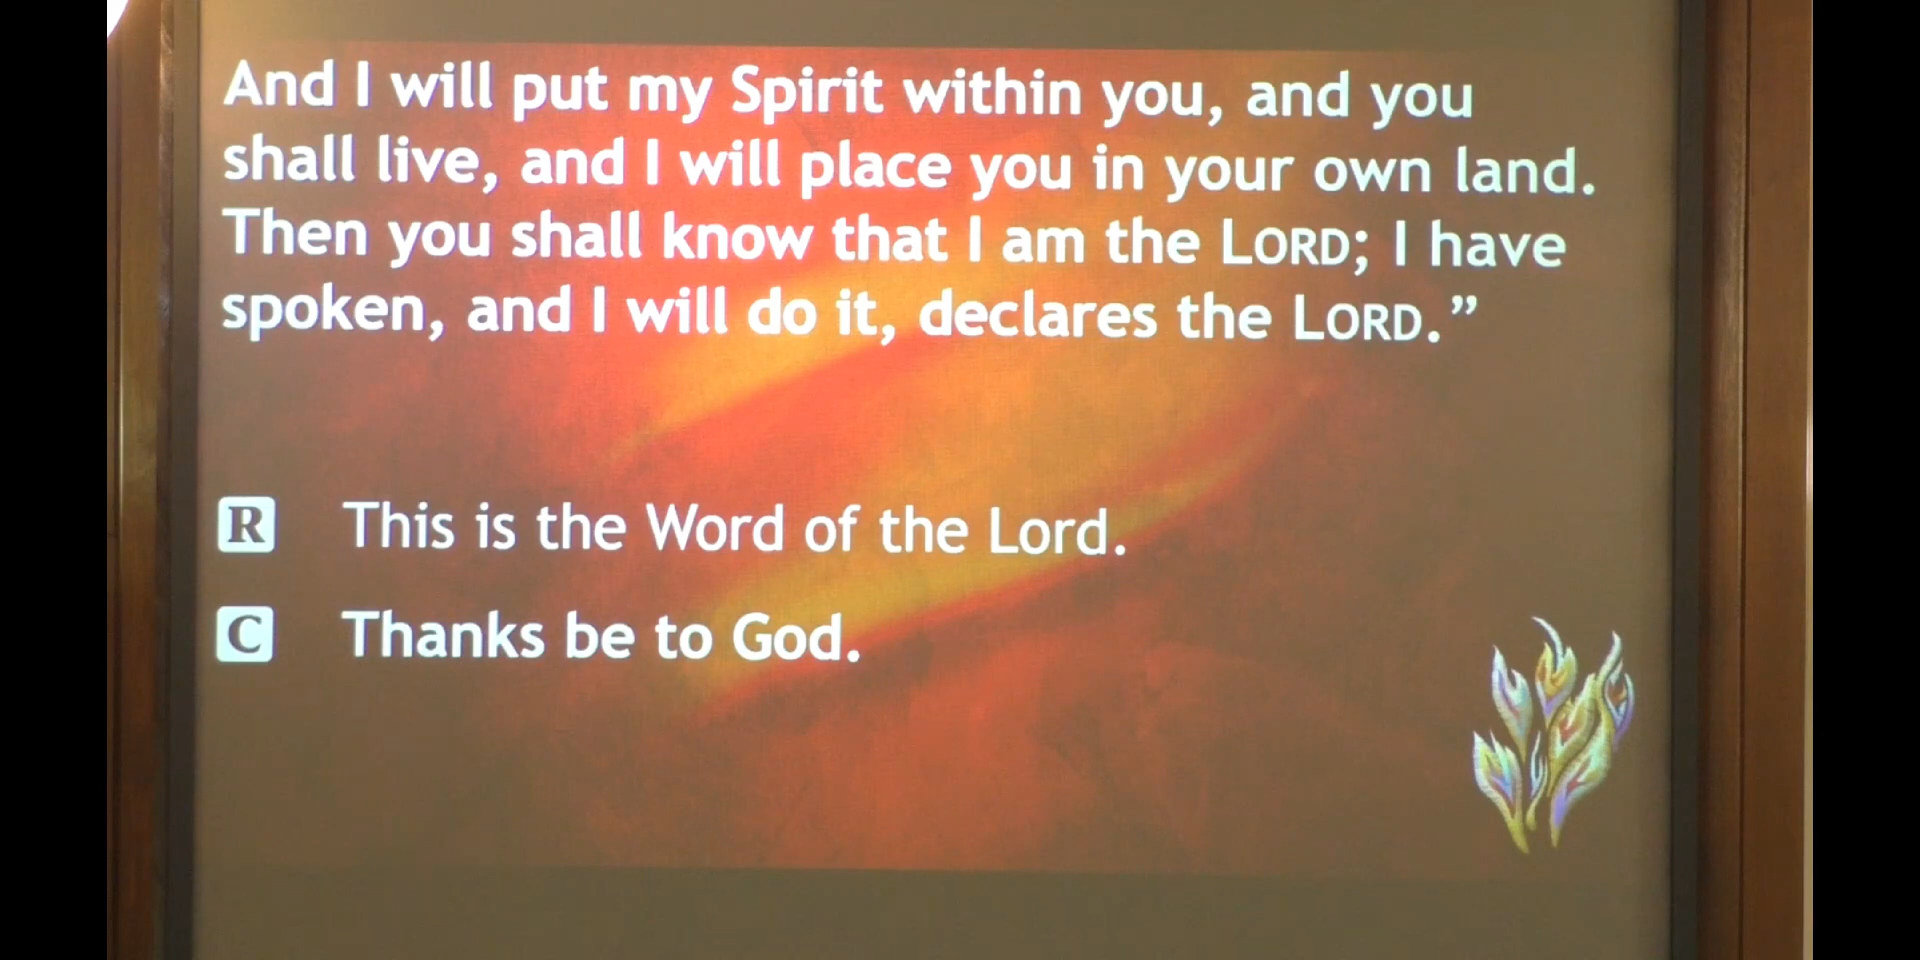 And I will put my Spirit within you, and you
shall live, and I will place you in your own land.
Then you shall know that I am the LORD; I have
spoken, and I will do it, declares the LORD.”
R This is the Word of the Lord.
C Thanks be to God.